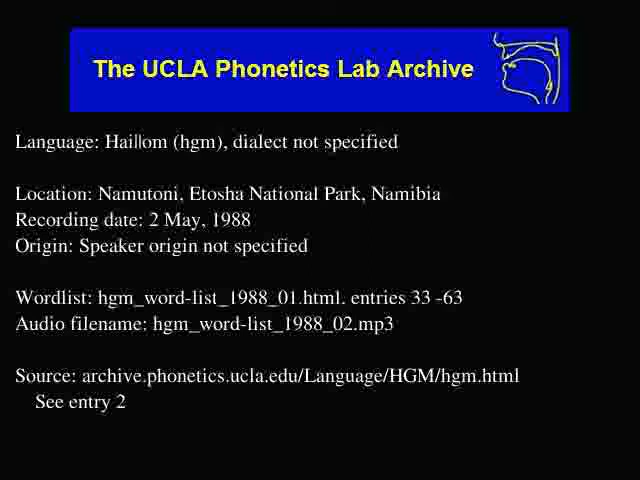 The UCLA Phonetics Lab Archive
Language: Hai||om (hgm), dialect not specified
Location: Namutoni, Etosha National Park, Namibia
Recording date: 2 May, 1988
Origin: Speaker origin not specified
Wordlist: hgm_word-list_1988_01.html. entries 33 -63
Audio filename: hgm_word-list_1988_02.mp3
Source: archive.phonetics.ucla.edu/Language/HGM/hgm.html
See entry 2